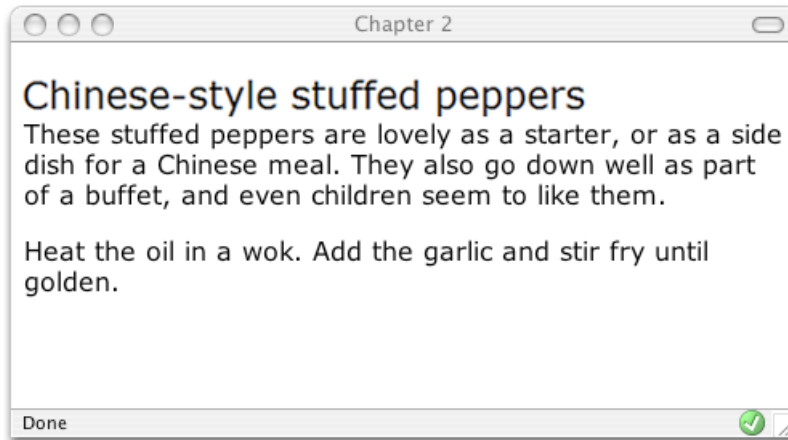 Chapter 2
Chinese-style stuffed peppers
These stuffed peppers are lovely as a starter, or as a side
dish for a Chinese meal. They also go down well as part
of a buffet, and even children seem to like them.
Heat the oil in a wok. Add the garlic and stir fry until
golden.
Done